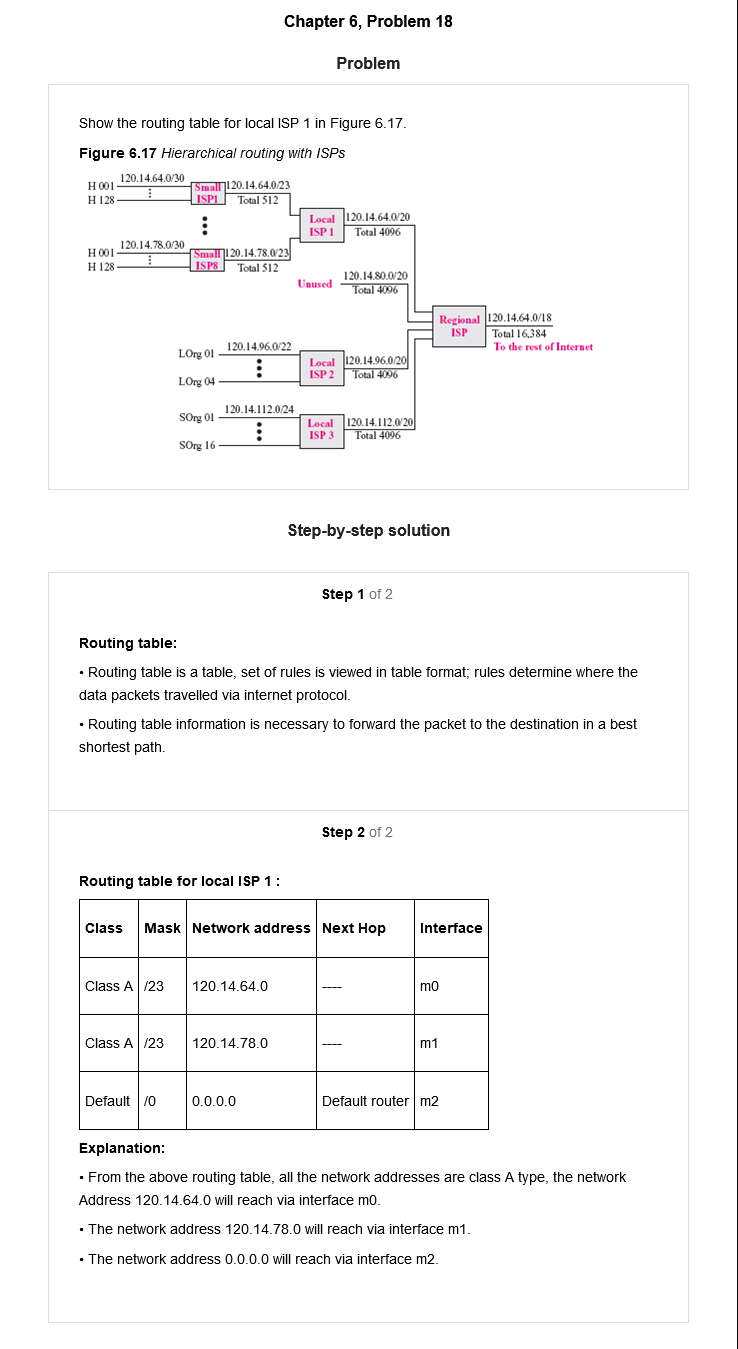 Chapter 6, Problem 18
Problem
Show the routing table for local ISP 1 in Figure 6.17.
Figure 6.17 Hierarchical routing with ISPs
H 001
120.14.64.0/30
H 128
Small
ISP1
120.14.64.0/23
Total 512
H 001
120.14.78.0/30
H 128
Small
ISP8
120.14.78.0/23
Total 512
Local
ISP 1
120.14.64.0/20
Total 4096
Unused
120.14.80.0/20
Total 4096
Regional
ISP
120.14.64.0/18
Total 16,384
To the rest of Internet
LOrg 01
120.14.96.0/22
LOrg 04
Local
ISP 2
120.14.96.0/20
Total 4096
SOrg 01
120.14.112.0/24
SOrg 16
Local
ISP 3
120.14.112.0/20
Total 4096
Step-by-step solution
Step 1 of 2
Routing table:
• Routing table is a table, set of rules is viewed in table format; rules determine where the
data packets travelled via internet protocol.
• Routing table information is necessary to forward the packet to the destination in a best
shortest path.
Step 2 of 2
Routing table for local ISP 1 :
Class Mask Network address Next Hop Interface
Class A /23 120.14.64.0 ---- m0
Class A /23 120.14.78.0 ---- m1
Default /0 0.0.0.0 Default router m2
Explanation:
• From the above routing table, all the network addresses are class A type, the network
Address 120.14.64.0 will reach via interface m0.
• The network address 120.14.78.0 will reach via interface m1.
• The network address 0.0.0.0 will reach via interface m2.